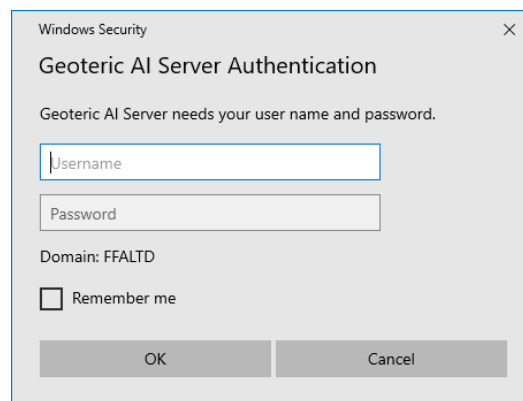 Windows Security
Geoteric AI Server Authentication
Geoteric AI Server needs your user name and password.
Username
Password
Domain: FFALTD
Remember me
OK
Cancel